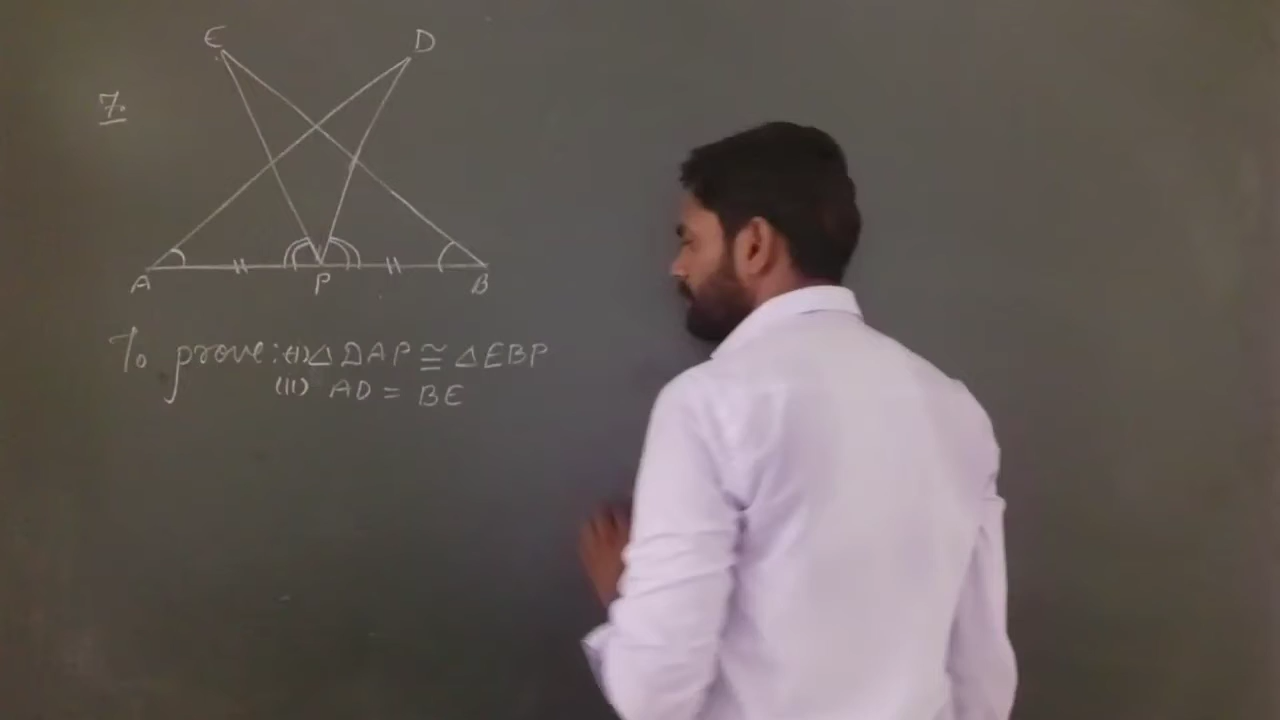 E D
7.
A P B
To prove: (i) △ DAP ≅ △ EBP
(ii) AD = BE